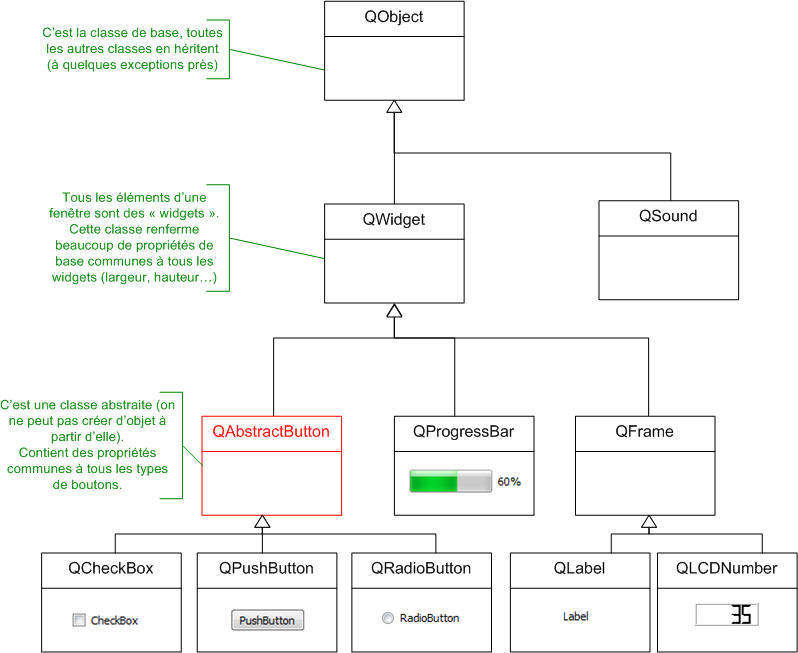 QObject
C'est la classe de base, toutes
les autres classes en héritent
(à quelques exceptions près)
Tous les éléments d'une
fenêtre sont des « widgets ».
Cette classe renferme
beaucoup de propriétés de
base communes à tous les
widgets (largeur, hauteur…)
QWidget
QSound
C'est une classe abstraite (on
ne peut pas créer d'objet à
partir d'elle).
Contient des propriétés
communes à tous les types
de boutons.
QAbstractButton
QProgressBar
60%
QFrame
QCheckBox
CheckBox
QPushButton
PushButton
QRadioButton
RadioButton
QLabel
Label
QLCDNumber
35